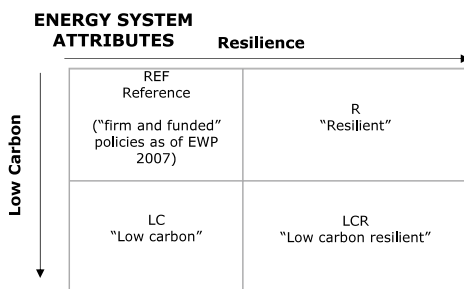 ENERGY SYSTEM
ATTRIBUTES
Resilience
Low Carbon
REF
Reference
(“firm and funded”
policies as of EWP
2007)
R
“Resilient”
LC
“Low carbon”
LCR
“Low carbon resilient”